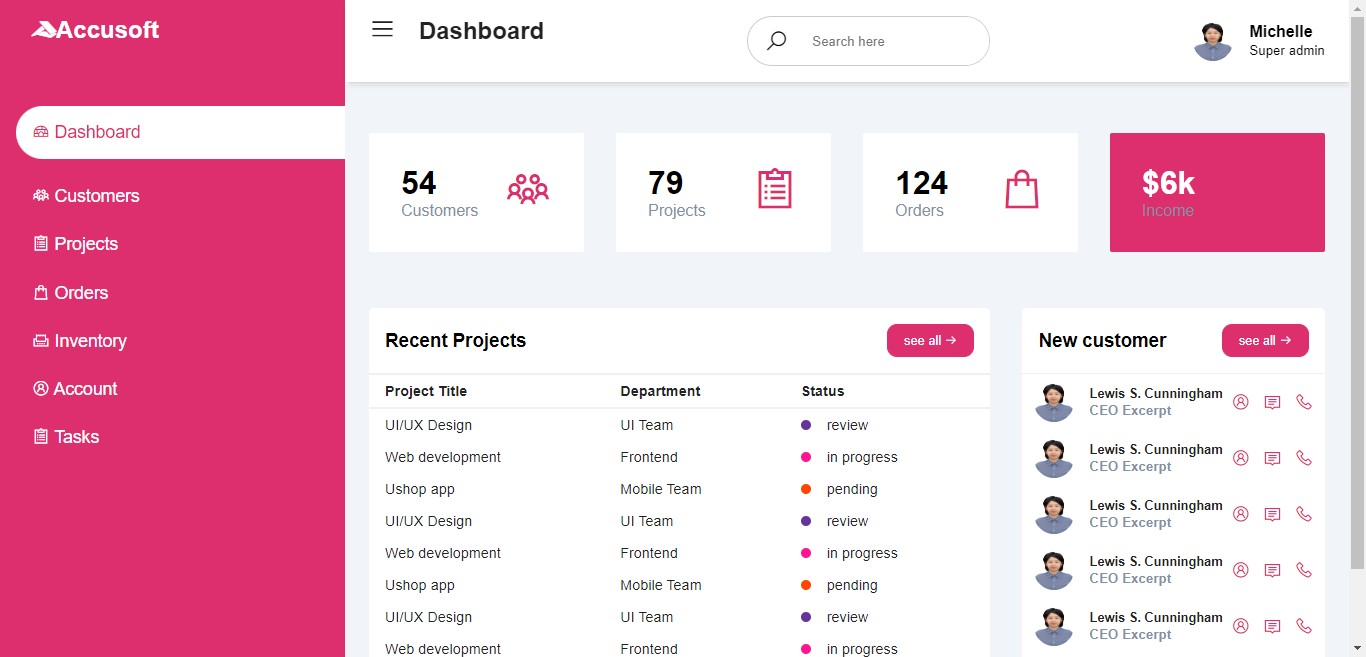 Accusoft
Dashboard
Customers
Projects
Orders
Inventory
Account
Tasks
Dashboard
Search here
Michelle
Super admin
54
Customers
79
Projects
124
Orders
$6k
Income
Recent Projects
see all →
Project Title Department Status
UI/UX Design UI Team review
Web development Frontend in progress
Ushop app Mobile Team pending
UI/UX Design UI Team review
Web development Frontend in progress
Ushop app Mobile Team pending
UI/UX Design UI Team review
Web development Frontend in progress
New customer
see all →
Lewis S. Cunningham
CEO Excerpt
Lewis S. Cunningham
CEO Excerpt
Lewis S. Cunningham
CEO Excerpt
Lewis S. Cunningham
CEO Excerpt
Lewis S. Cunningham
CEO Excerpt